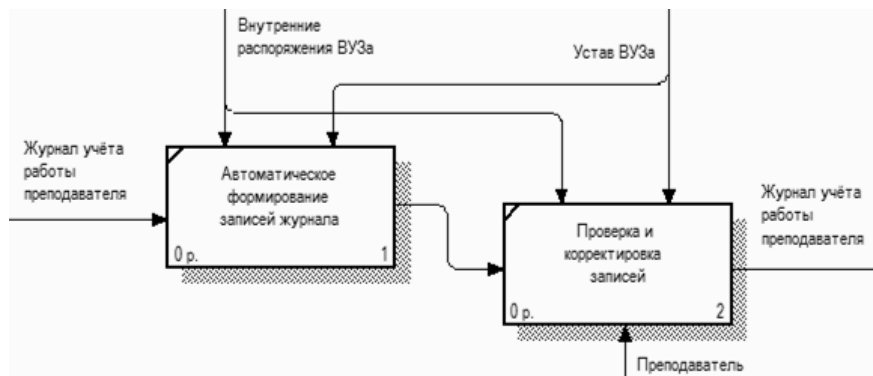 Внутренние
распоряжения ВУЗа
Устав ВУЗа
Журнал учёта
работы
преподавателя
Автоматическое
формирование
записей журнала
0 р.
1
Журнал учёта
работы
преподавателя
Проверка и
корректировка
записей
0 р.
2
Преподаватель